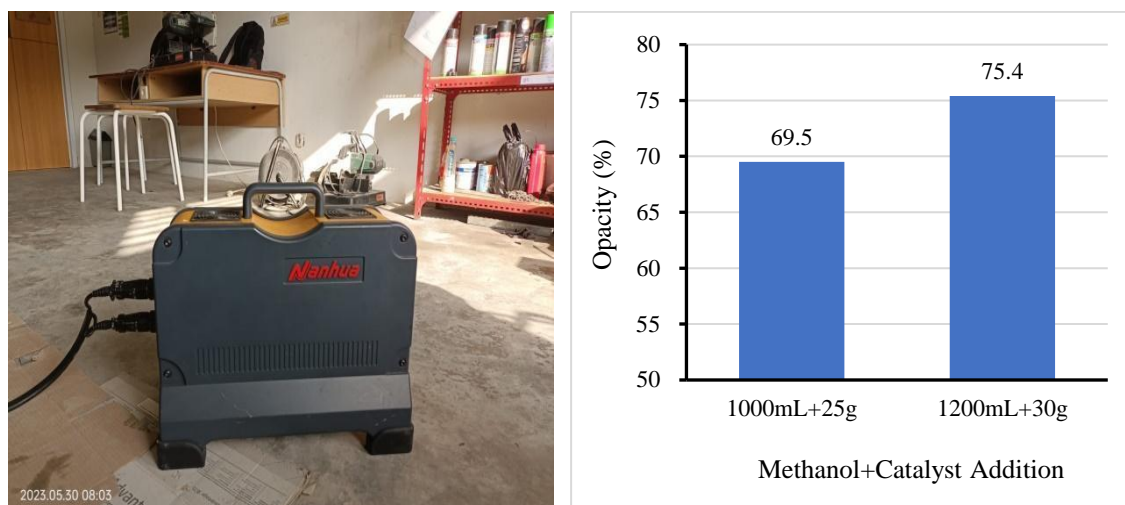 Nanhua
2023.05.30 08:03
Opacity (%)
80
75
70
65
60
55
50
69.5
75.4
1000mL+25g
1200mL+30g
Methanol+Catalyst Addition